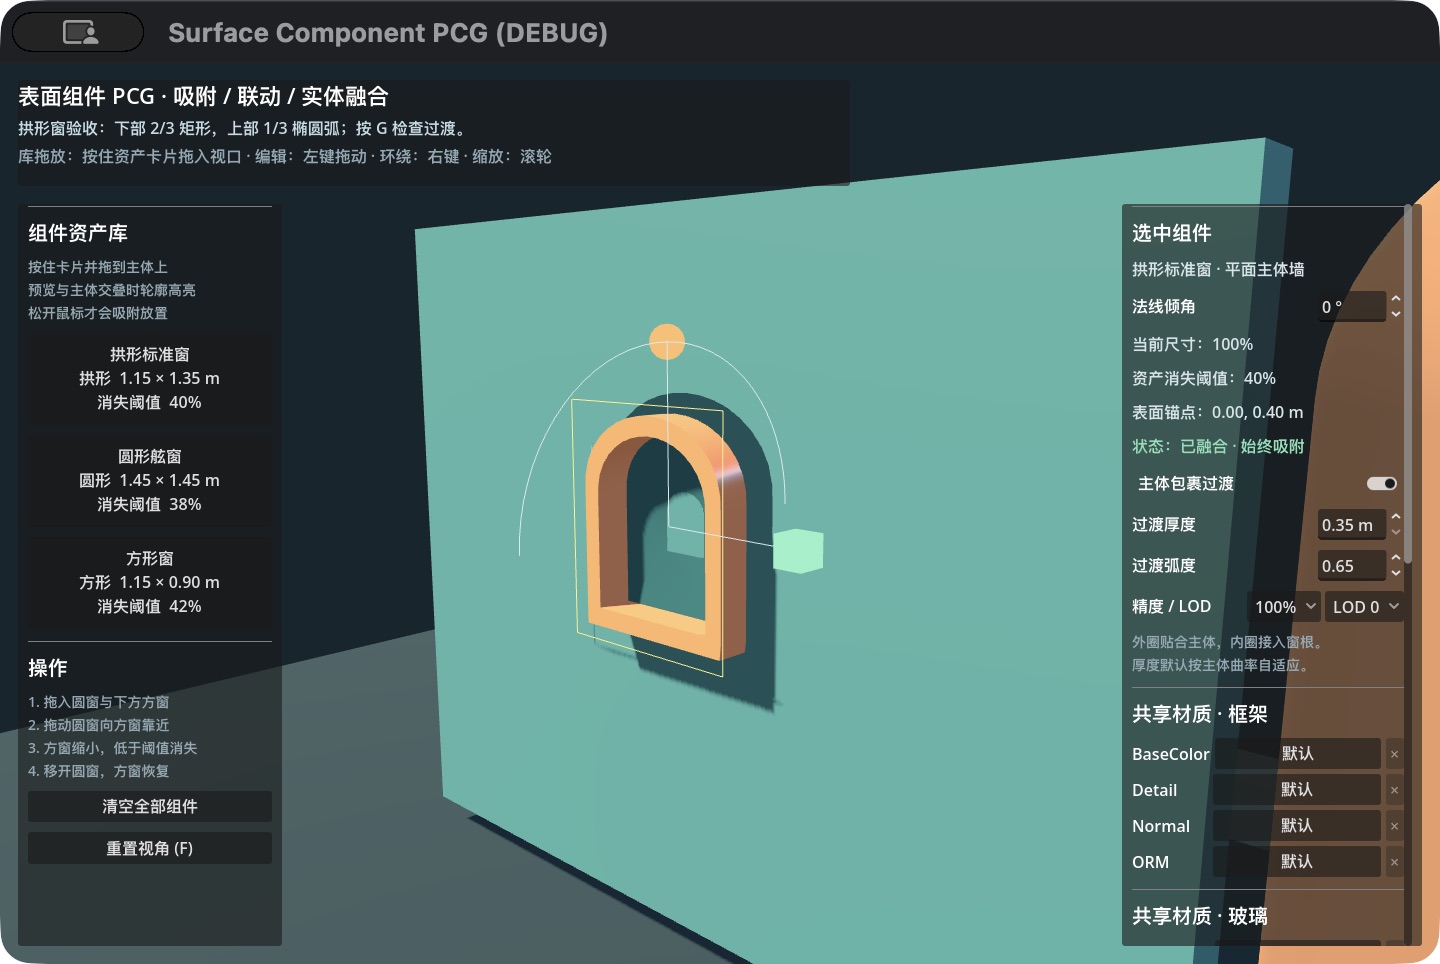 Surface Component PCG (DEBUG)
表面组件 PCG · 吸附 / 联动 / 实体融合
拱形窗验收：下部 2/3 矩形，上部 1/3 椭圆弧；按 G 检查过渡。
库拖放：按住资产卡片拖入视口 · 编辑：左键拖动 · 环绕：右键 · 缩放：滚轮
组件资产库
按住卡片并拖到主体上
预览与主体交叠时轮廓高亮
松开鼠标才会吸附放置
拱形标准窗
拱形 1.15 × 1.35 m
消失阈值 40%
圆形舷窗
圆形 1.45 × 1.45 m
消失阈值 38%
方形窗
方形 1.15 × 0.90 m
消失阈值 42%
操作
1. 拖入圆窗与下方方窗
2. 拖动圆窗向方窗靠近
3. 方窗缩小，低于阈值消失
4. 移开圆窗，方窗恢复
清空全部组件
重置视角 (F)
选中组件
拱形标准窗 · 平面主体墙
法线倾角 0 °
当前尺寸：100%
资产消失阈值：40%
表面锚点：0.00, 0.40 m
状态：已融合 · 始终吸附
主体包裹过渡
过渡厚度 0.35 m
过渡弧度 0.65
精度 / LOD 100% LOD 0
外圈贴合主体，内圈接入窗根。
厚度默认按主体曲率自适应。
共享材质 · 框架
BaseColor 默认 ×
Detail 默认 ×
Normal 默认 ×
ORM 默认 ×
共享材质 · 玻璃